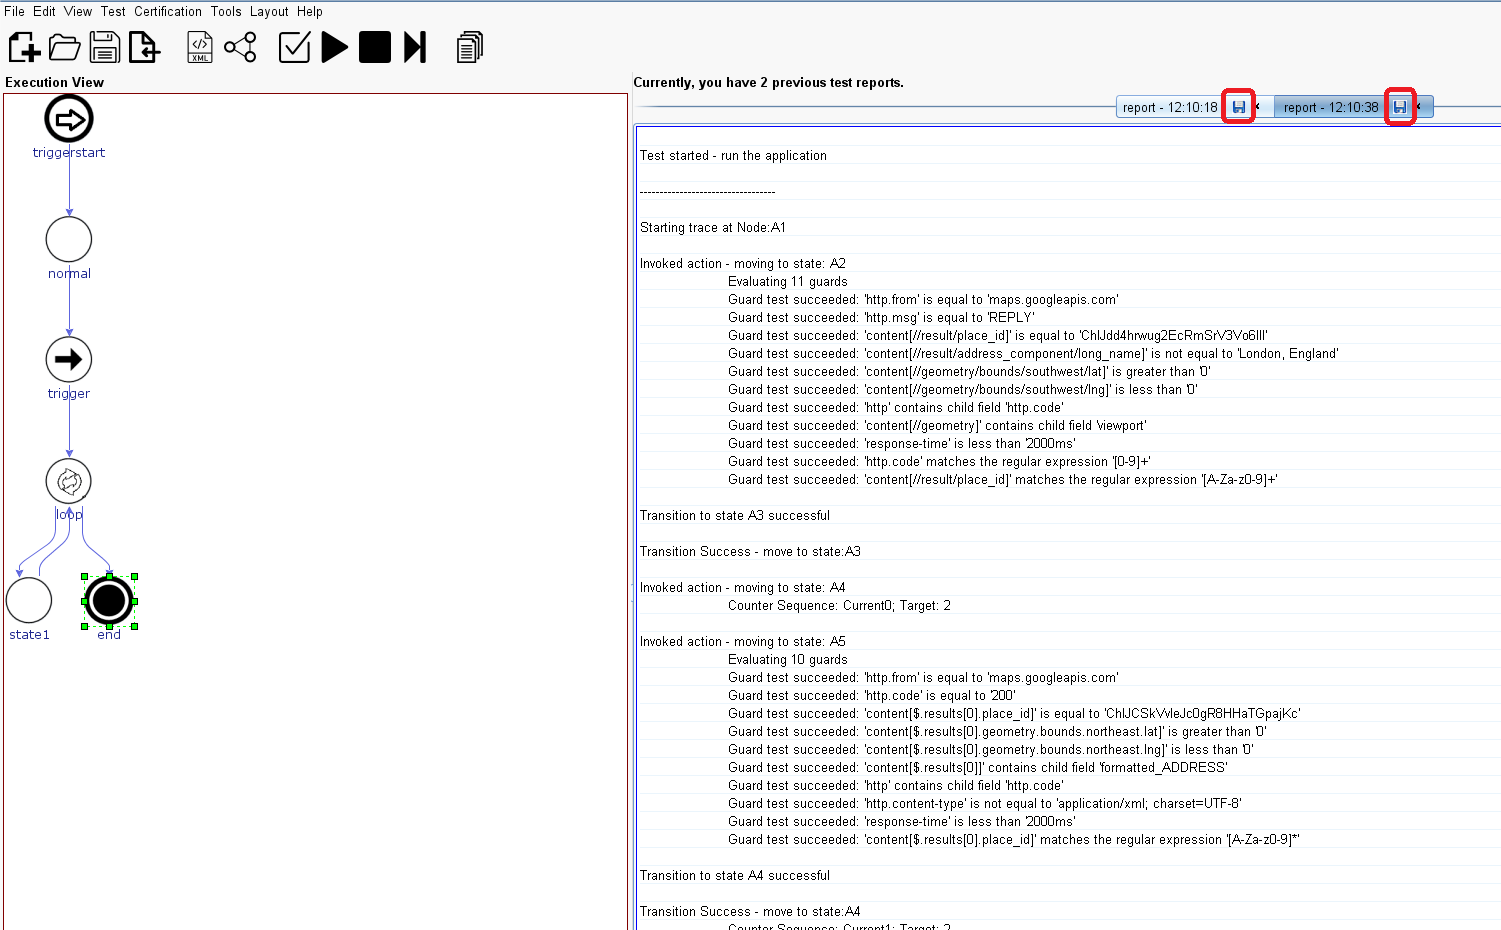 File Edit View Test Certification Tools Layout Help
</> XML
Execution View
Currently, you have 2 previous test reports.
report - 12:10:18
report - 12:10:38
triggerstart
normal
trigger
loop
state1
end
Test started - run the application
----------------------------------
Starting trace at Node:A1
Invoked action - moving to state: A2
Evaluating 11 guards
Guard test succeeded: 'http.from' is equal to 'maps.googleapis.com'
Guard test succeeded: 'http.msg' is equal to 'REPLY'
Guard test succeeded: 'content[//result/place_id]' is equal to
Guard test succeeded: 'content[//result/address_component/long_name]' is not equal to 'London, England'
Guard test succeeded: 'content[//geometry/bounds/southwest/lat]' is greater than '0'
Guard test succeeded: 'content[//geometry/bounds/southwest/lng]' is less than '0'
Guard test succeeded: 'http' contains child field 'http.code'
Guard test succeeded: 'content[//geometry]' contains child field 'viewport'
Guard test succeeded: 'response-time' is less than '2000ms'
Guard test succeeded: 'http.code' matches the regular expression '[0-9]+'
Guard test succeeded: 'content[//result/place_id]' matches the regular expression '[A-Za-z0-9]+'
Transition to state A3 successful
Transition Success - move to state:A3
Invoked action - moving to state: A4
Counter Sequence: Current0; Target: 2
Invoked action - moving to state: A5
Evaluating 10 guards
Guard test succeeded: 'http.from' is equal to 'maps.googleapis.com'
Guard test succeeded: 'http.code' is equal to '200'
Guard test succeeded: 'content[$.results[0].place_id]' is equal to
Guard test succeeded: 'content[$.results[0].geometry.bounds.northeast.lat]' is greater than '0'
Guard test succeeded: 'content[$.results[0].geometry.bounds.northeast.lng]' is less than '0'
Guard test succeeded: 'content[$.results[0]]' contains child field 'formatted_ADDRESS'
Guard test succeeded: 'http' contains child field 'http.code'
Guard test succeeded: 'http.content-type' is not equal to 'application/xml; charset=UTF-8'
Guard test succeeded: 'response-time' is less than '2000ms'
Guard test succeeded: 'content[$.results[0].place_id]' matches the regular expression '[A-Za-z0-9]*'
Transition to state A4 successful
Transition Success - move to state:A4
Counter Sequence: Current1; Target: 2